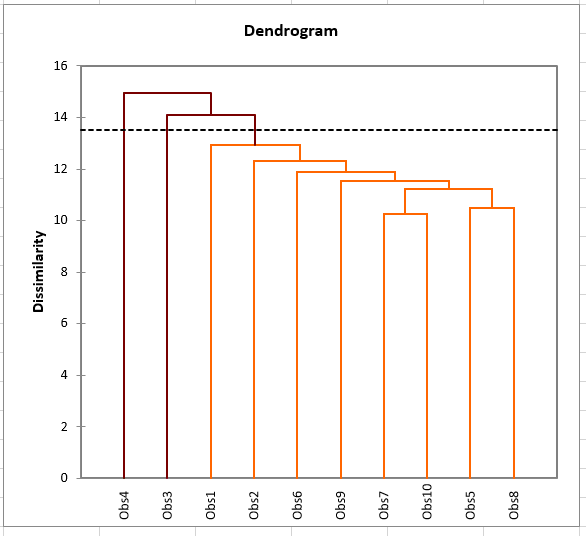 Dendrogram
16
14
12
10
8
6
4
2
0
Dissimilarity
Obs4
Obs3
Obs1
Obs2
Obs6
Obs9
Obs7
Obs10
Obs5
Obs8